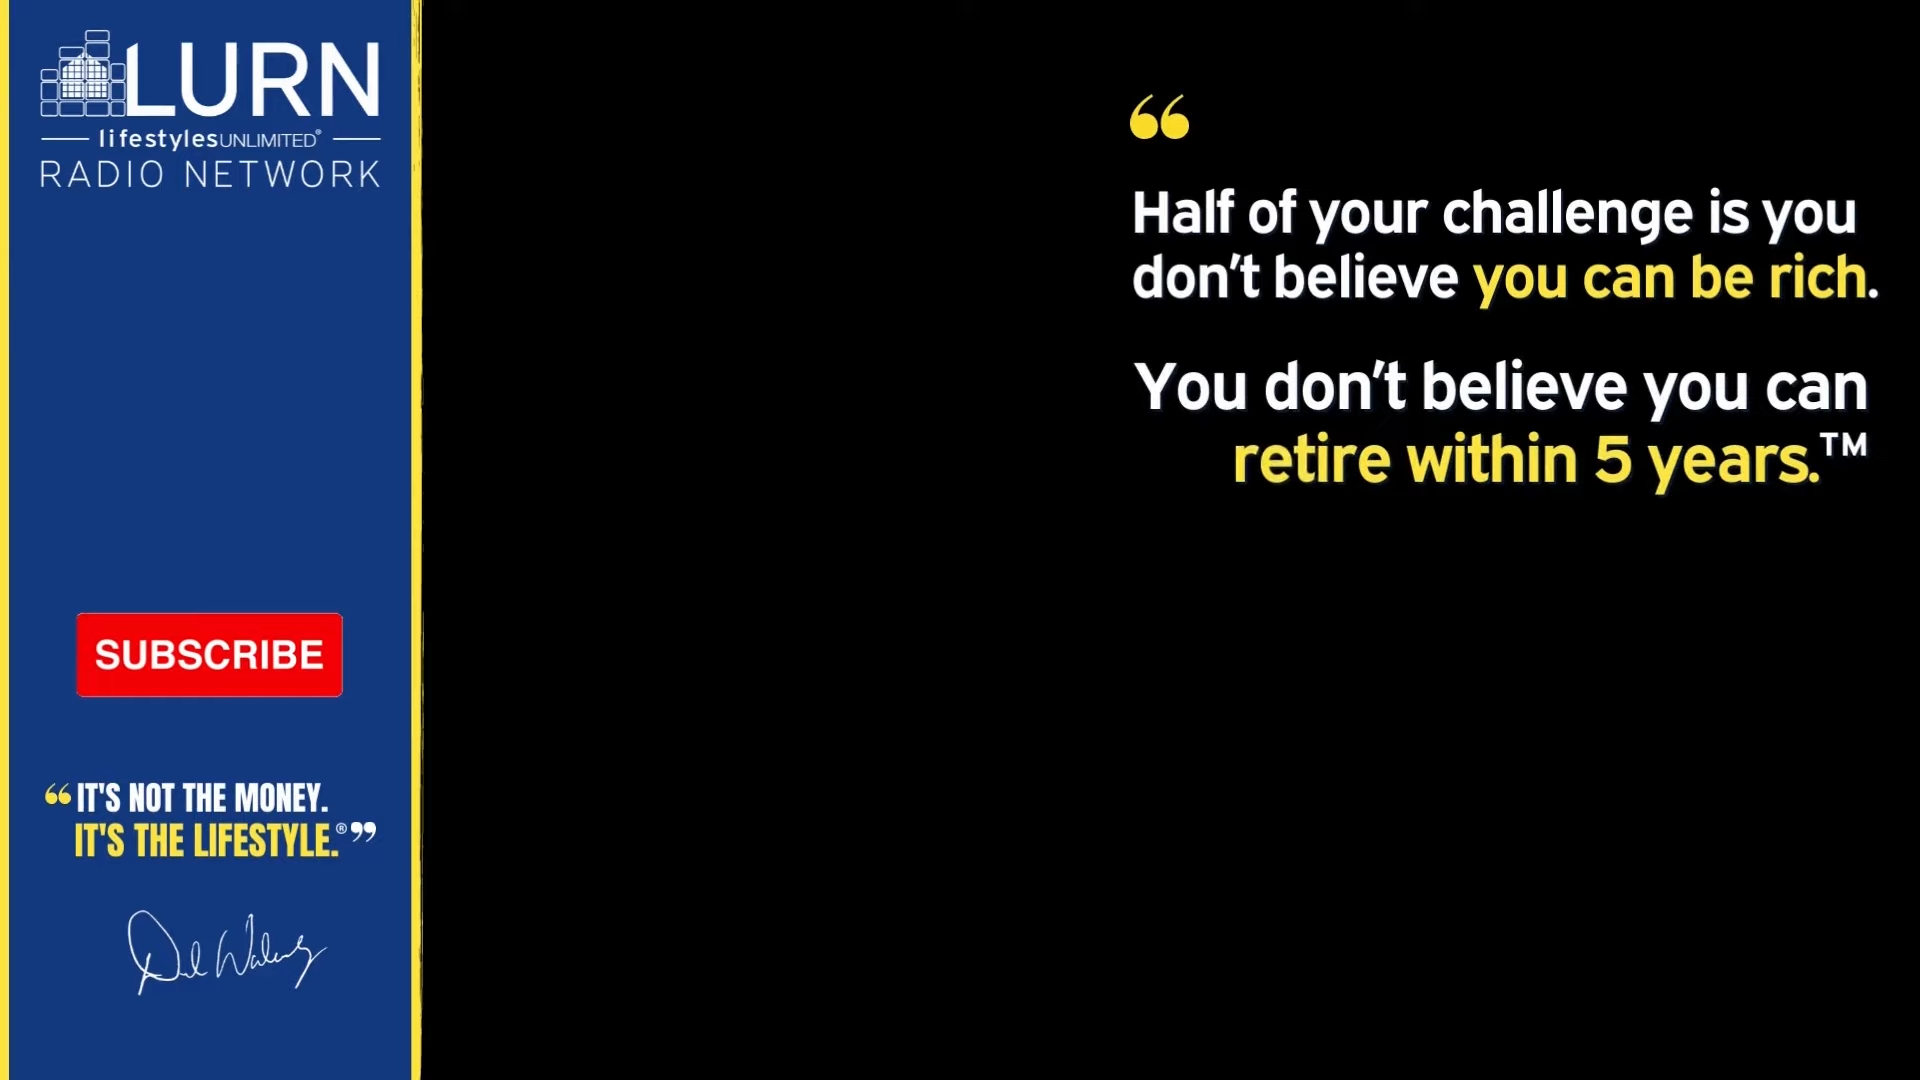 LURN
lifestylesUNLIMITED®
RADIO NETWORK
SUBSCRIBE
“IT'S NOT THE MONEY.
IT'S THE LIFESTYLE.®”
“
Half of your challenge is you
don’t believe you can be rich.
You don’t believe you can
retire within 5 years.™